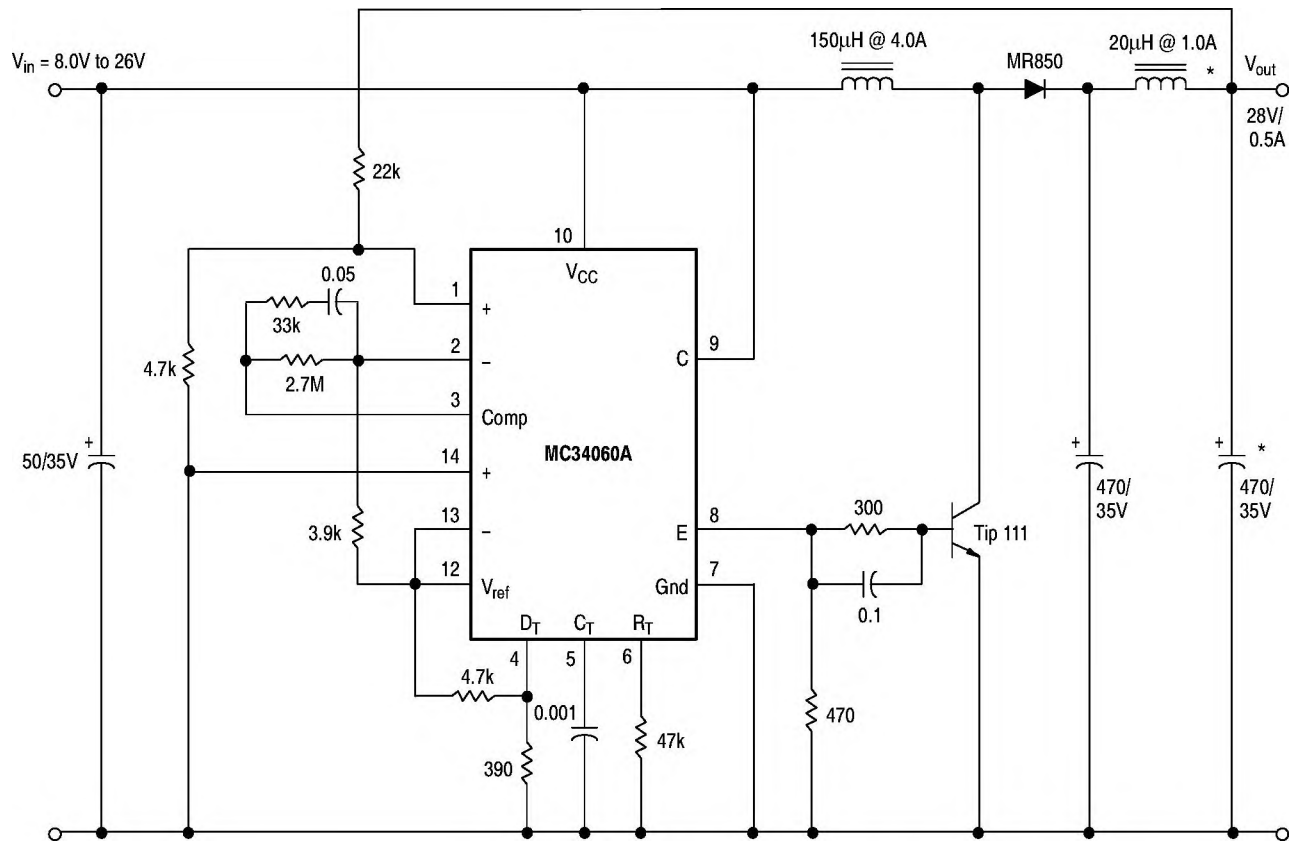 150μH @ 4.0A
20μH @ 1.0A
*
V_in = 8.0V to 26V
MR850
V_out
28V/
0.5A
22k
10
V_CC
0.05
1
+
33k
2
–
9
C
4.7k
2.7M
3
Comp
MC34060A
50/35V
+
14
+
+
470/
35V
+
*
470/
35V
13
–
8
E
300
Tip 111
3.9k
12
V_ref
7
Gnd
0.1
D_T
C_T
R_T
4
5
6
4.7k
0.001
470
47k
390